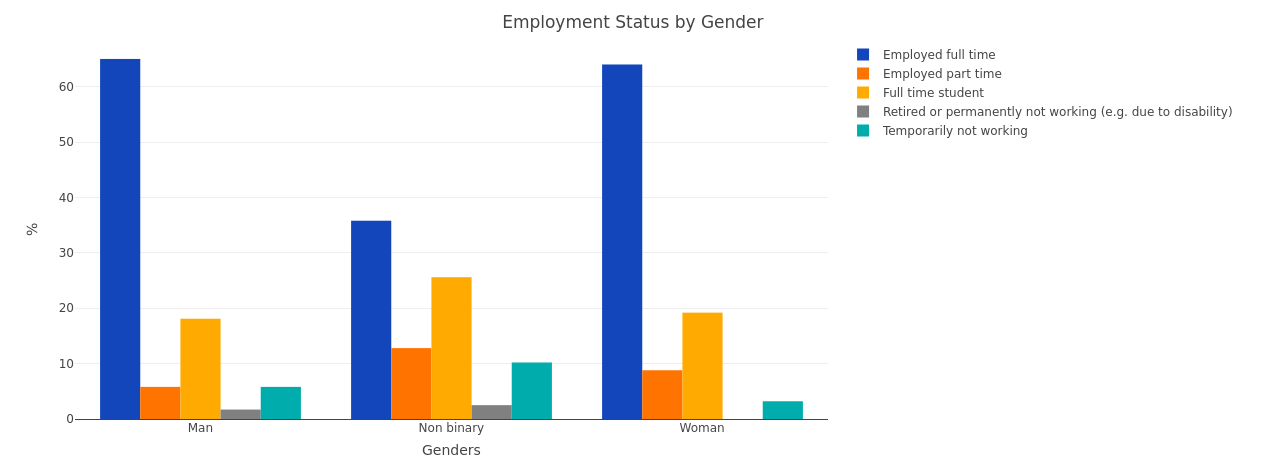 Employment Status by Gender
Employed full time
Employed part time
Full time student
Retired or permanently not working (e.g. due to disability)
Temporarily not working
60
50
40
30
20
10
0
%
Man
Non binary
Woman
Genders